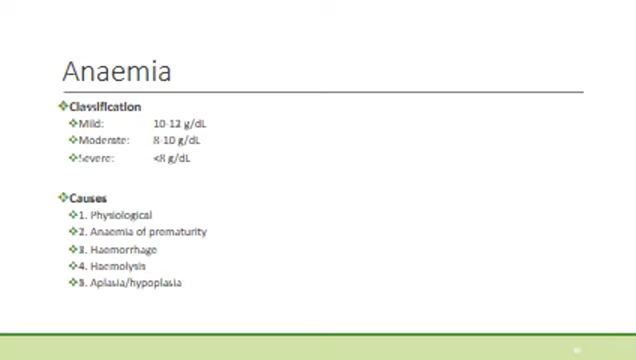 Anaemia
Classification
Mild: 10-12 g/dL
Moderate: 8-10 g/dL
Severe: <8 g/dL
Causes
1. Physiological
2. Anaemia of prematurity
3. Haemorrhage
4. Haemolysis
5. Aplasia/hypoplasia